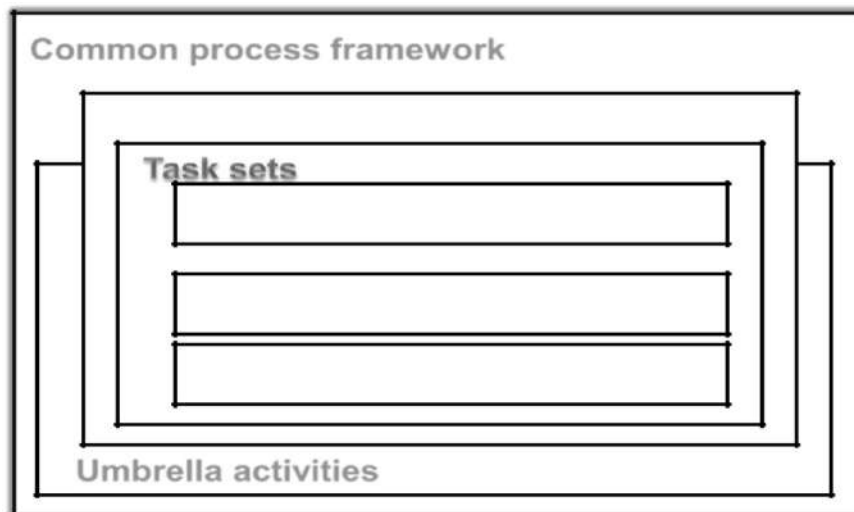 Common process framework
Task sets
Umbrella activities